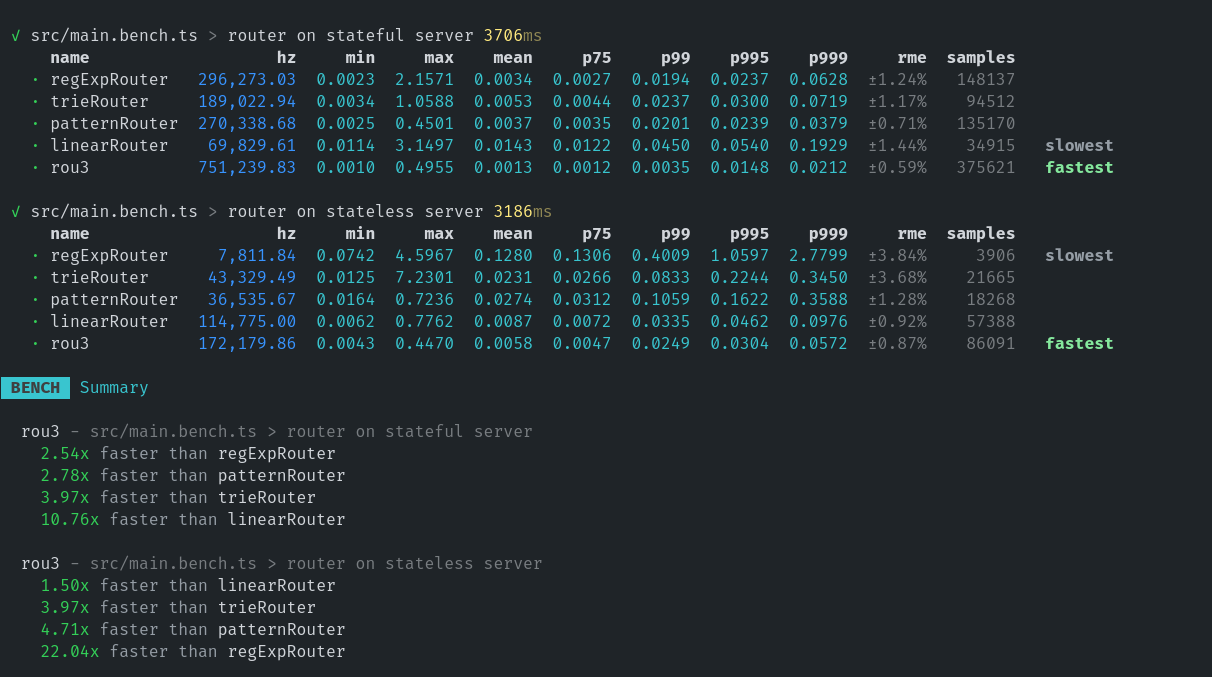 √ src/main.bench.ts > router on stateful server 3706ms
name hz min max mean p75 p99 p995 p999 rme samples
· regExpRouter 296,273.03 0.0023 2.1571 0.0034 0.0027 0.0194 0.0237 0.0628 ±1.24% 148137
· trieRouter 189,022.94 0.0034 1.0588 0.0053 0.0044 0.0237 0.0300 0.0719 ±1.17% 94512
· patternRouter 270,338.68 0.0025 0.4501 0.0037 0.0035 0.0201 0.0239 0.0379 ±0.71% 135170
· linearRouter 69,829.61 0.0114 3.1497 0.0143 0.0122 0.0450 0.0540 0.1929 ±1.44% 34915 slowest
· rou3 751,239.83 0.0010 0.4955 0.0013 0.0012 0.0035 0.0148 0.0212 ±0.59% 375621 fastest
√ src/main.bench.ts > router on stateless server 3186ms
name hz min max mean p75 p99 p995 p999 rme samples
· regExpRouter 7,811.84 0.0742 4.5967 0.1280 0.1306 0.4009 1.0597 2.7799 ±3.84% 3906 slowest
· trieRouter 43,329.49 0.0125 7.2301 0.0231 0.0266 0.0833 0.2244 0.3450 ±3.68% 21665
· patternRouter 36,535.67 0.0164 0.7236 0.0274 0.0312 0.1059 0.1622 0.3588 ±1.28% 18268
· linearRouter 114,775.00 0.0062 0.7762 0.0087 0.0072 0.0335 0.0462 0.0976 ±0.92% 57388
· rou3 172,179.86 0.0043 0.4470 0.0058 0.0047 0.0249 0.0304 0.0572 ±0.87% 86091 fastest
BENCH Summary
rou3 - src/main.bench.ts > router on stateful server
2.54x faster than regExpRouter
2.78x faster than patternRouter
3.97x faster than trieRouter
10.76x faster than linearRouter
rou3 - src/main.bench.ts > router on stateless server
1.50x faster than linearRouter
3.97x faster than trieRouter
4.71x faster than patternRouter
22.04x faster than regExpRouter